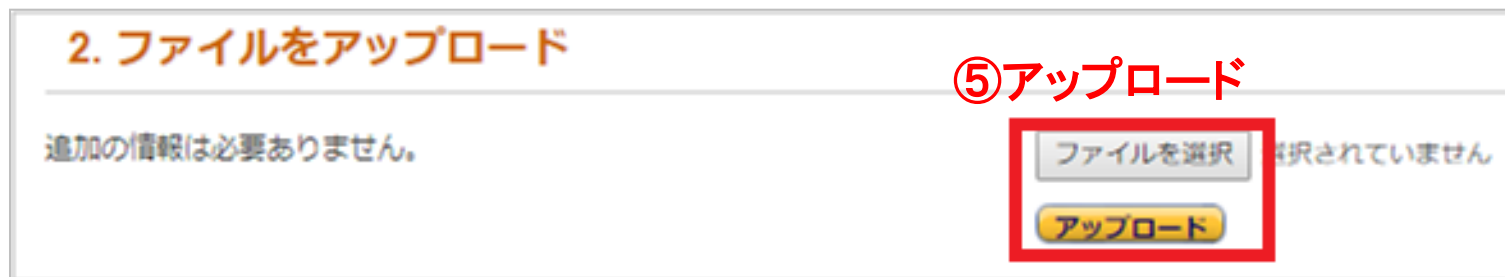 2. ファイルをアップロード
⑤アップロード
追加の情報は必要ありません。
ファイルを選択 選択されていません
アップロード